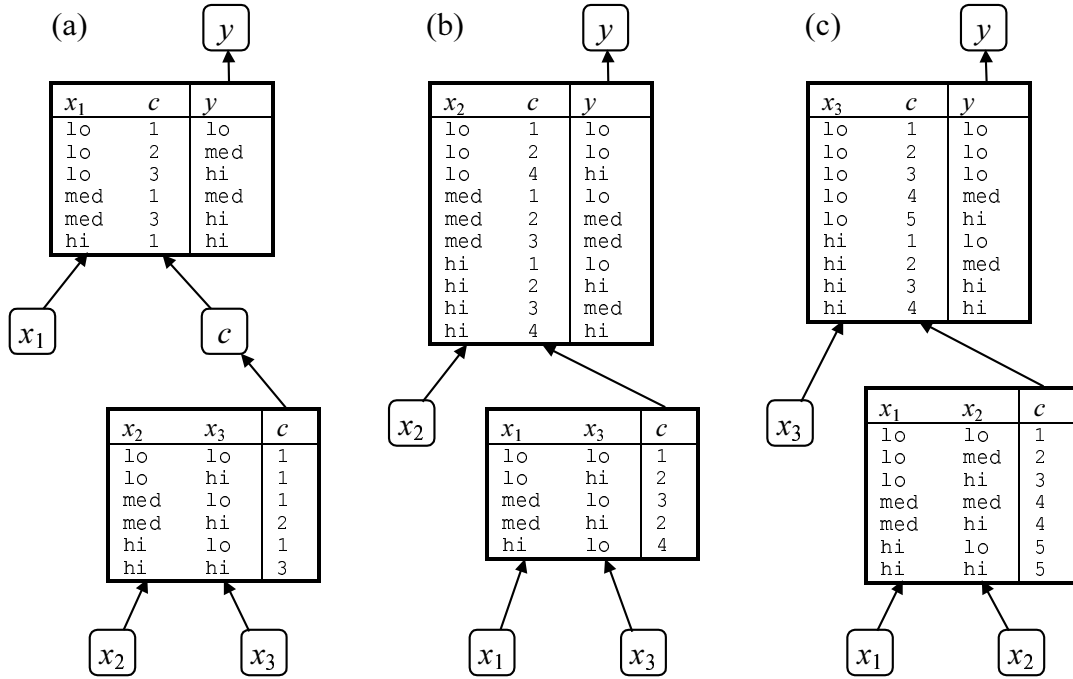 (a)
y
x₁ c y
lo 1 lo
lo 2 med
lo 3 hi
med 1 med
med 3 hi
hi 1 hi
x₁
c
x₂ x₃ c
lo lo 1
lo hi 1
med lo 1
med hi 2
hi lo 1
hi hi 3
x₂
x₃
(b)
y
x₂ c y
lo 1 lo
lo 2 lo
lo 4 hi
med 1 lo
med 2 med
med 3 med
hi 1 lo
hi 2 hi
hi 3 med
hi 4 hi
x₂
x₁ x₃ c
lo lo 1
lo hi 2
med lo 3
med hi 2
hi lo 4
x₁
x₃
(c)
y
x₃ c y
lo 1 lo
lo 2 lo
lo 3 lo
lo 4 med
lo 5 hi
hi 1 lo
hi 2 med
hi 3 hi
hi 4 hi
x₃
x₁ x₂ c
lo lo 1
lo med 2
lo hi 3
med med 4
med hi 4
hi lo 5
hi hi 5
x₁
x₂